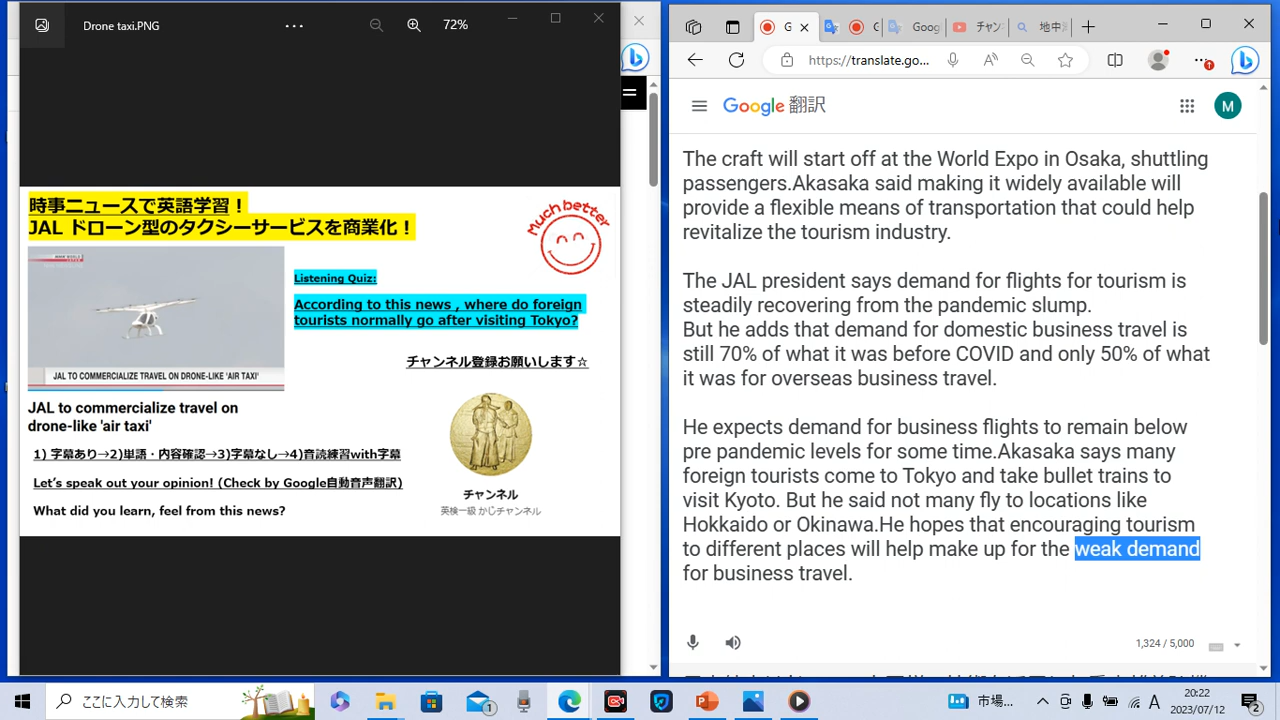 Drone taxi.PNG
72%
時事ニュースで英語学習！
JAL ドローン型のタクシーサービスを商業化！
Much better
NHK WORLD
JAPAN
JAL TO COMMERCIALIZE TRAVEL ON DRONE-LIKE 'AIR TAXI'
Listening Quiz:
According to this news , where do foreign
tourists normally go after visiting Tokyo?
チャンネル登録お願いします☆
JAL to commercialize travel on
drone-like 'air taxi'
1) 字幕あり→2)単語・内容確認→3)字幕なし→4)音読練習with字幕
Let's speak out your opinion! (Check by Google自動音声翻訳)
What did you learn, feel from this news?
チャンネル
英検一級 かじチャンネル
G
Goog
チャン
地中
https://translate.go...
Google 翻訳
M
The craft will start off at the World Expo in Osaka, shuttling
passengers.Akasaka said making it widely available will
provide a flexible means of transportation that could help
revitalize the tourism industry.
The JAL president says demand for flights for tourism is
steadily recovering from the pandemic slump.
But he adds that demand for domestic business travel is
still 70% of what it was before COVID and only 50% of what
it was for overseas business travel.
He expects demand for business flights to remain below
pre pandemic levels for some time.Akasaka says many
foreign tourists come to Tokyo and take bullet trains to
visit Kyoto. But he said not many fly to locations like
Hokkaido or Okinawa.He hopes that encouraging tourism
to different places will help make up for the weak demand
for business travel.
1,324 / 5,000
ここに入力して検索
1
市場...
A
20:22
2023/07/12
2